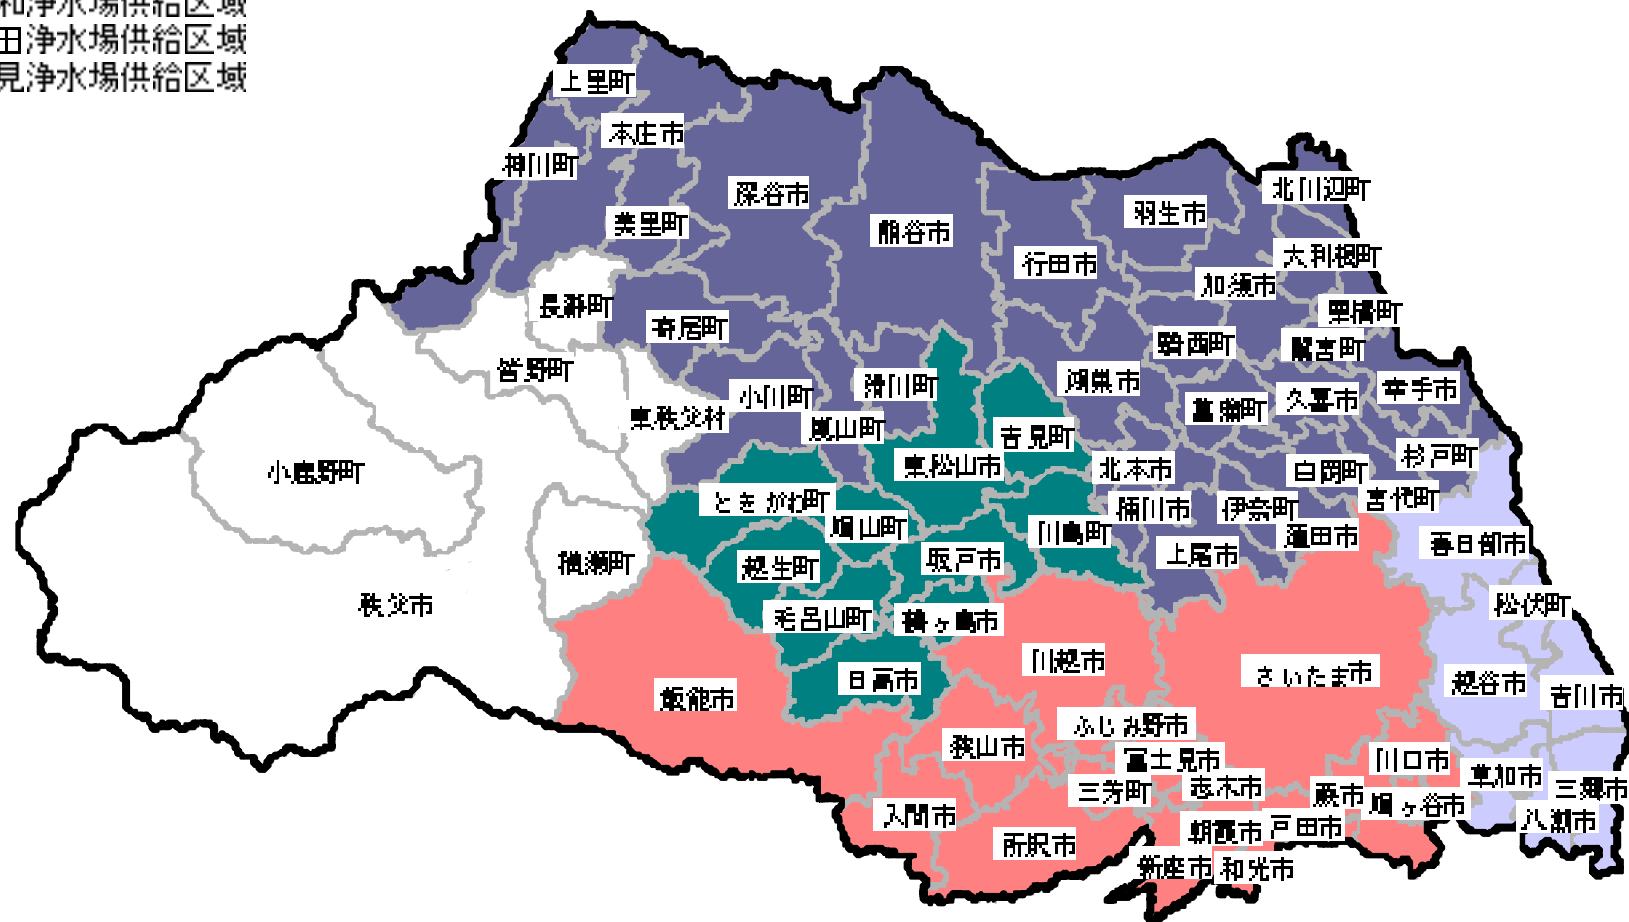 和浄水場供給区域
田浄水場供給区域
見浄水場供給区域
上里町
本庄市
神川町
深谷市
北川辺町
羽生市
美里町
熊谷市
大利根町
行田市
加須市
長瀞町
栗橋町
寄居町
騎西町
鷲宮町
皆野町
鴻巣市
滑川町
幸手市
小川町
久喜市
菖蒲町
東秩父村
嵐山町
吉見町
杉戸町
東松山市
北本市
白岡町
小鹿野町
ときがわ町
宮代町
桶川市
伊奈町
鳩山町
川島町
蓮田市
春日部市
上尾市
坂戸市
横瀬町
越生町
秩父市
松伏町
毛呂山町
鶴ヶ島市
川越市
さいたま市
日高市
越谷市
飯能市
吉川市
ふじみ野市
狭山市
富士見市
川口市
草加市
志木市
三芳町
三郷市
蕨市
鳩ヶ谷市
入間市
八潮市
朝霞市
戸田市
所沢市
新座市
和光市